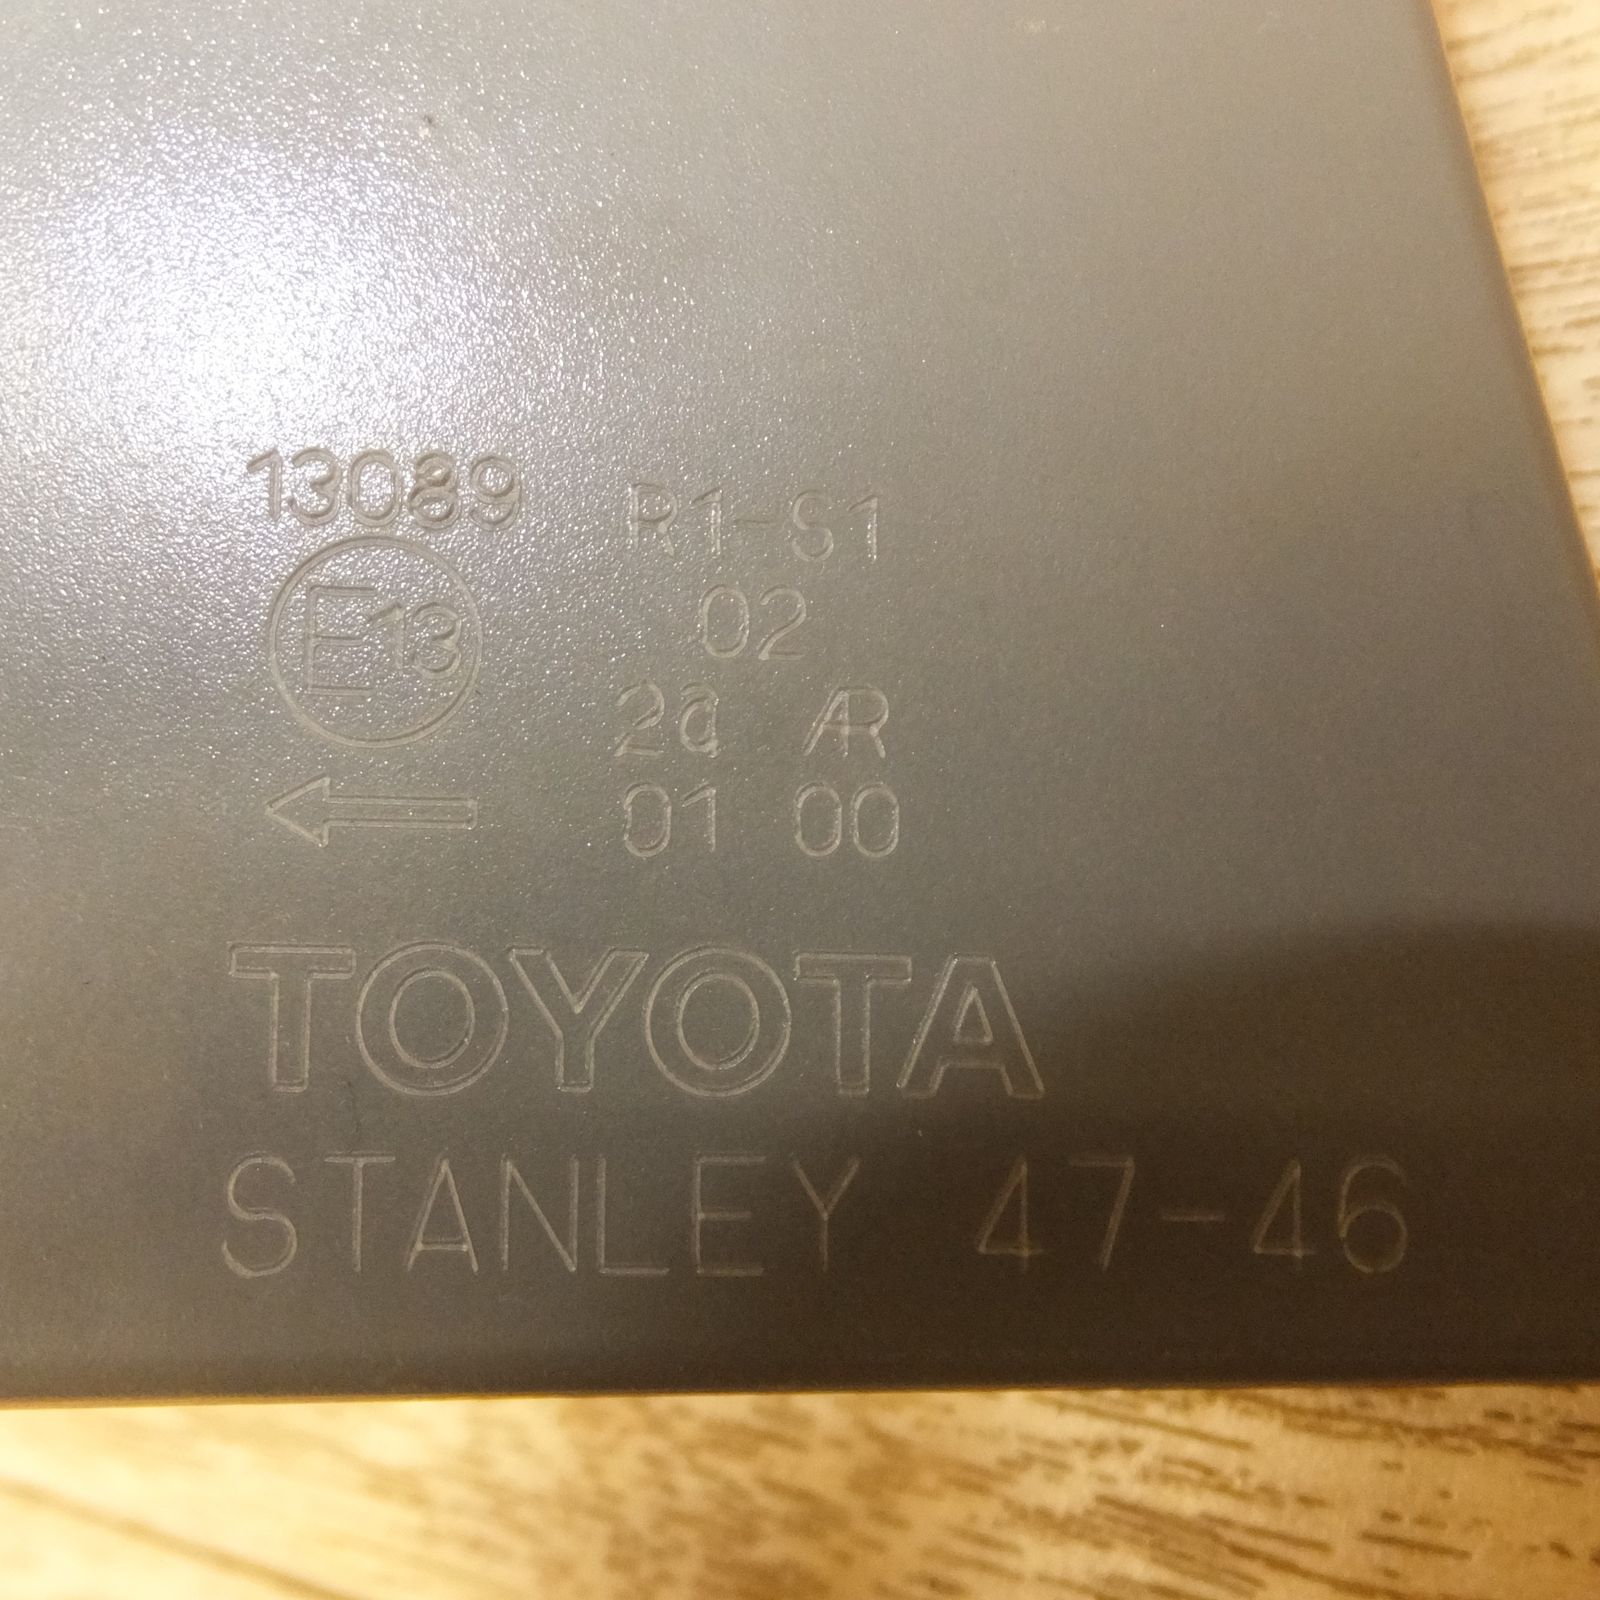 13089 R1-S1
E13 02
2a AR
01 00
TOYOTA
STANLEY 47-46